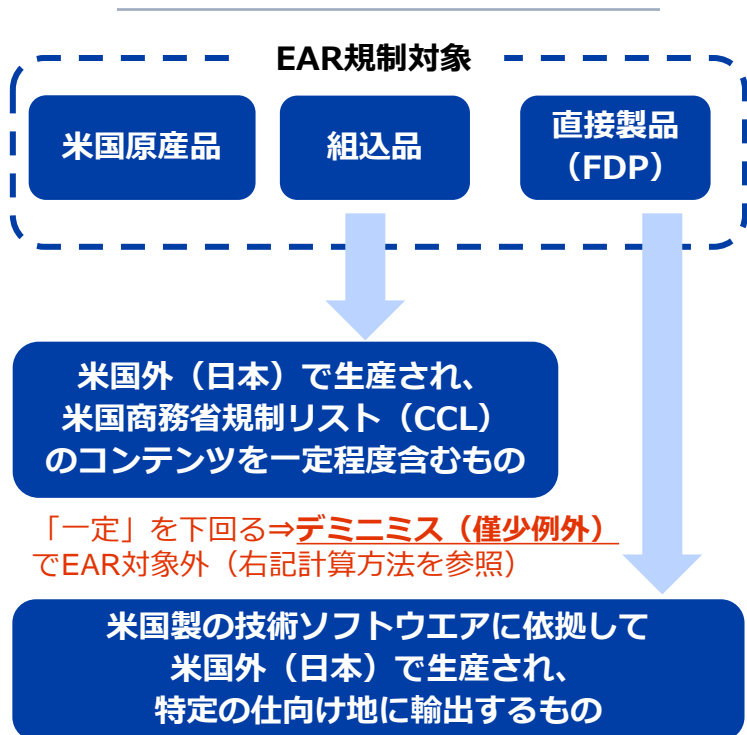 EAR規制対象
米国原産品
組込品
直接製品
（FDP）
米国外（日本）で生産され、
米国商務省規制リスト（CCL）
のコンテンツを一定程度含むもの
「一定」を下回る⇒デミニミス（僅少例外）
でEAR対象外（右記計算方法を参照）
米国製の技術ソフトウエアに依拠して
米国外（日本）で生産され、
特定の仕向け地に輸出するもの